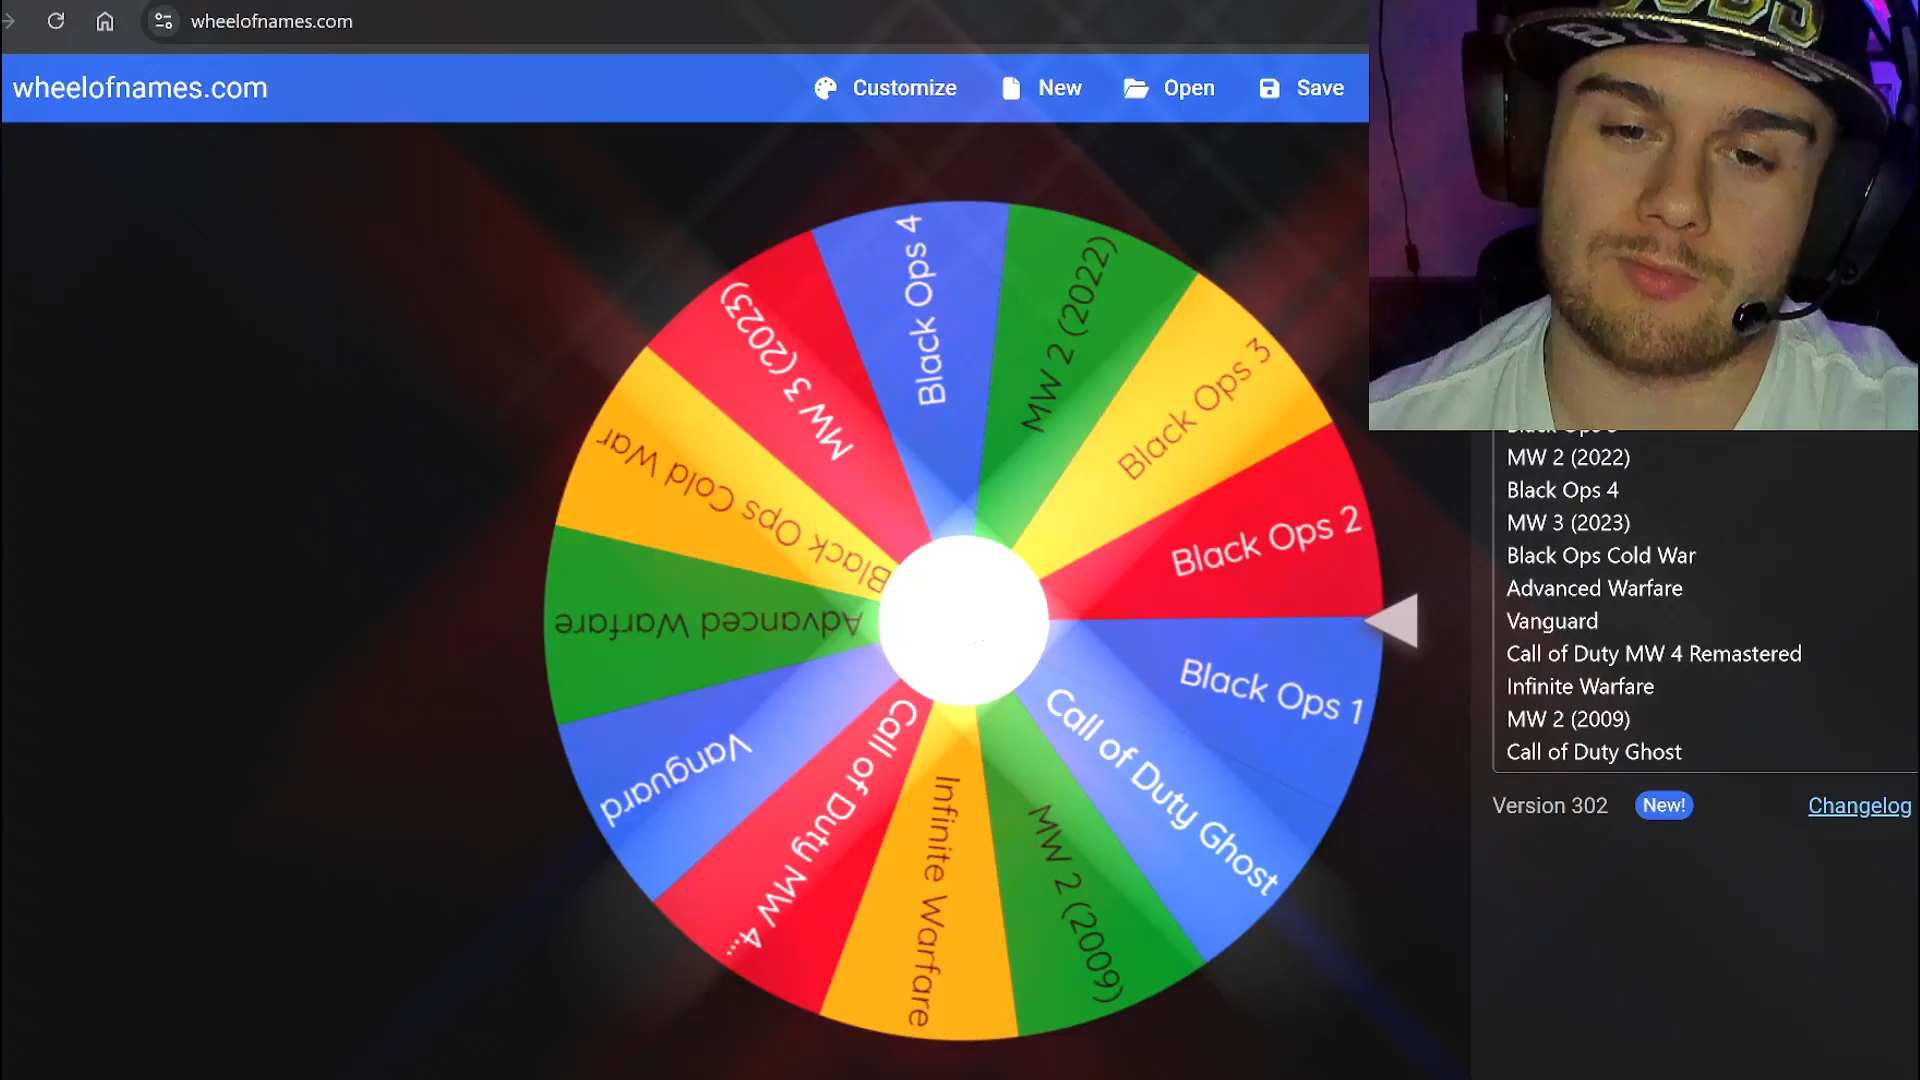 wheelofnames.com
wheelofnames.com
Customize
New
Open
Save
Black Ops 4
MW 2 (2022)
Black Ops 3
Black Ops 2
Black Ops 1
Call of Duty Ghost
MW 2 (2009)
Infinite Warfare
Call of Duty MW 4...
Vanguard
Advanced Warfare
Black Ops Cold War
MW 3 (2023)
MW 2 (2022)
Black Ops 4
MW 3 (2023)
Black Ops Cold War
Advanced Warfare
Vanguard
Call of Duty MW 4 Remastered
Infinite Warfare
MW 2 (2009)
Call of Duty Ghost
Version 302
New!
Changelog